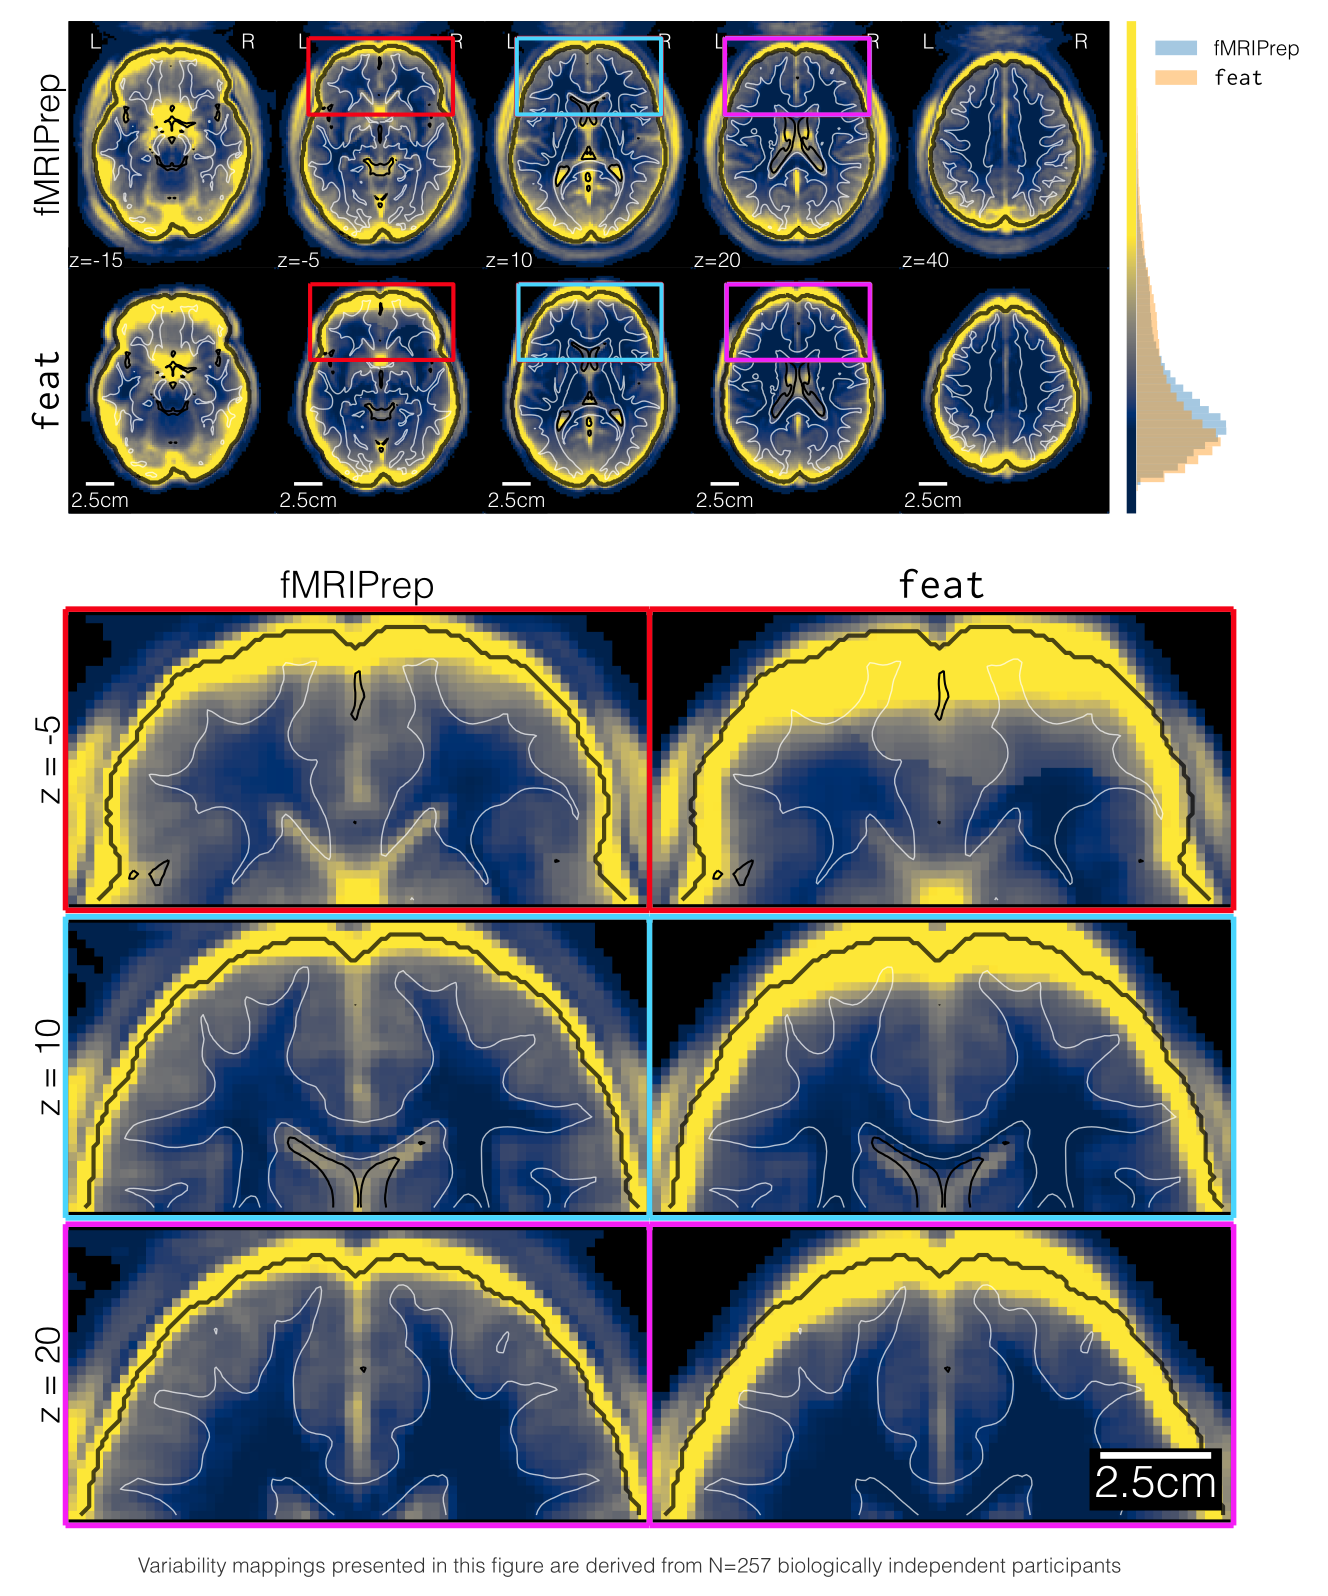 L R L R L R L R L R
fMRIPrep
z=-15 z=-5 z=10 z=20 z=40
feat
2.5cm 2.5cm 2.5cm 2.5cm 2.5cm
fMRIPrep
feat
fMRIPrep feat
z = -5
z = 10
z = 20
2.5cm
Variability mappings presented in this figure are derived from N=257 biologically independent participants